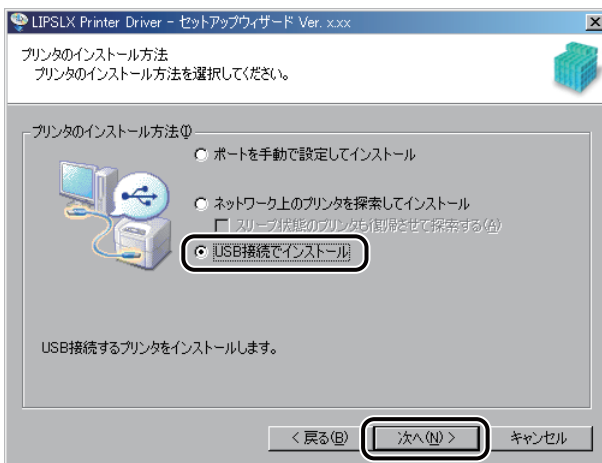 LIPSLX Printer Driver - セットアップウィザード Ver. x.xx
プリンタのインストール方法
プリンタのインストール方法を選択してください。
プリンタのインストール方法(I)
ポートを手動で設定してインストール
ネットワーク上のプリンタを探索してインストール
スリープ状態のプリンタも復帰させて探索する(A)
USB接続でインストール
USB接続するプリンタをインストールします。
< 戻る(B)
次へ(N) >
キャンセル